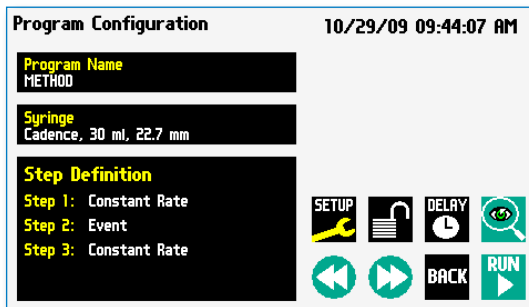 Program Configuration
10/29/09 09:44:07 AM
Program Name
METHOD
Syringe
Cadence, 30 ml, 22.7 mm
Step Definition
Step 1: Constant Rate
Step 2: Event
Step 3: Constant Rate
SETUP
DELAY
BACK
RUN